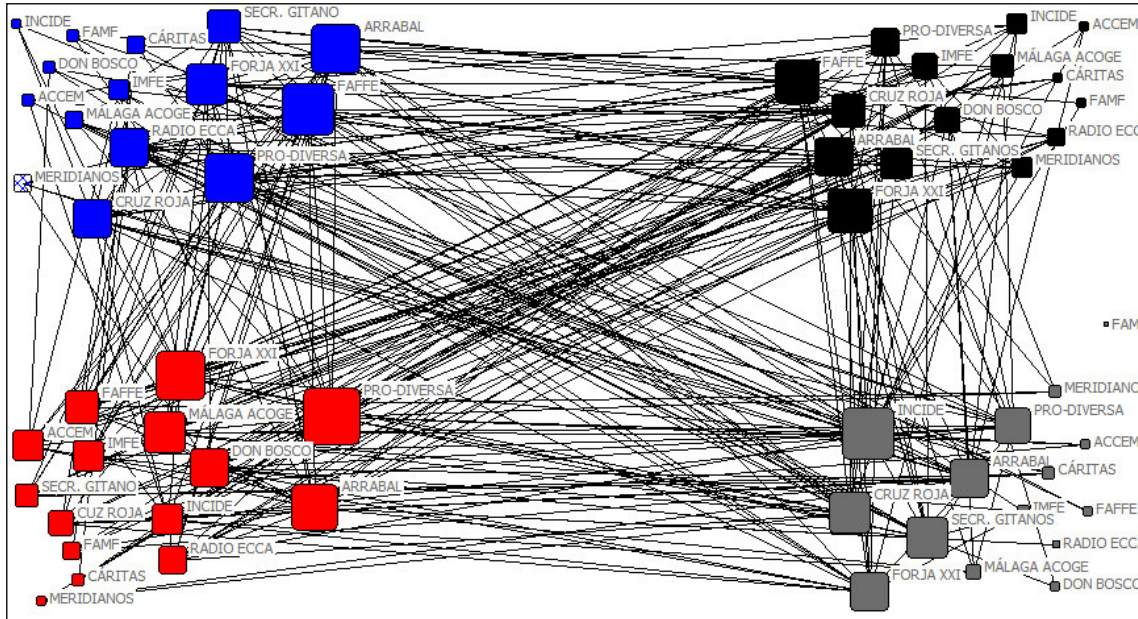 INCIDE
FAMF
CÁRITAS
SECR. GITANO
ARRABAL
DON BOSCO
IMFE
FORJA XXI
FAFFE
ACCEM
MÁLAGA ACOGE
RADIO ECCA
PRO-DIVERSA
MERIDIANOS
CRUZ ROJA
PRO-DIVERSA
INCIDE
ACCEM
FAFFE
IMFE
MÁLAGA ACOGE
CÁRITAS
CRUZ ROJA
DON BOSCO
FAMF
ARRABAL
SECR. GITANOS
RADIO ECCA
MERIDIANOS
FORJA XXI
FORJA XXI
FAFFE
PRO-DIVERSA
MÁLAGA ACOGE
ACCEM
IMFE
DON BOSCO
SECR. GITANO
ARRABAL
CUZ ROJA
INCIDE
FAMF
RADIO ECCA
CÁRITAS
MERIDIANOS
FAM
MERIDIANO
INCIDE
PRO-DIVERSA
ACCEM
ARRABAL
CÁRITAS
CRUZ ROJA
IMFE
FAFFE
SECR. GITANOS
RADIO ECCA
FORJA XXI
MÁLAGA ACOGE
DON BOSCO